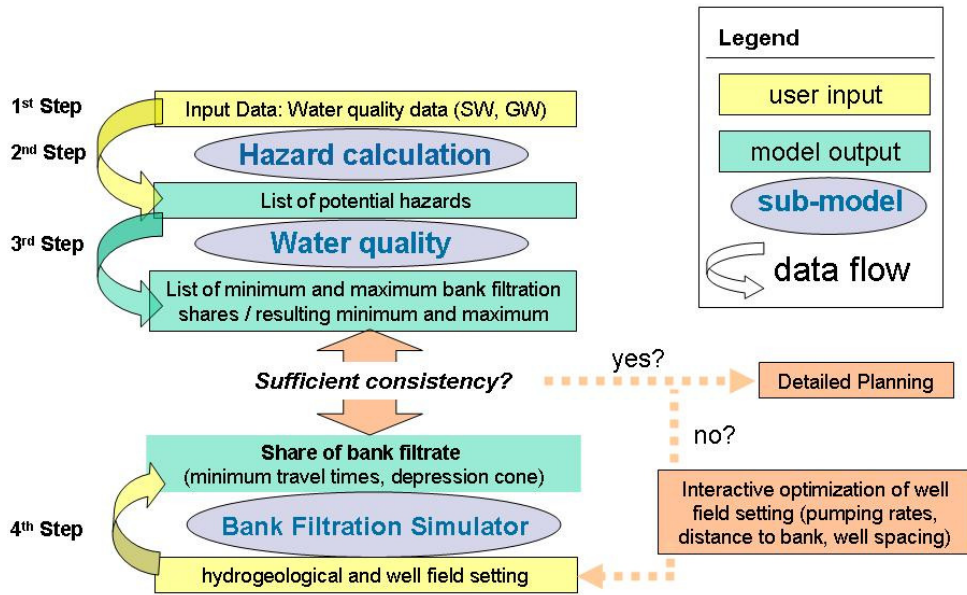 Legend
user input
model output
sub-model
data flow
1st Step
Input Data: Water quality data (SW, GW)
2nd Step
Hazard calculation
List of potential hazards
3rd Step
Water quality
List of minimum and maximum bank filtration
shares / resulting minimum and maximum
Sufficient consistency?
yes?
Detailed Planning
no?
Share of bank filtrate
(minimum travel times, depression cone)
Interactive optimization of well
field setting (pumping rates,
distance to bank, well spacing)
4th Step
Bank Filtration Simulator
hydrogeological and well field setting